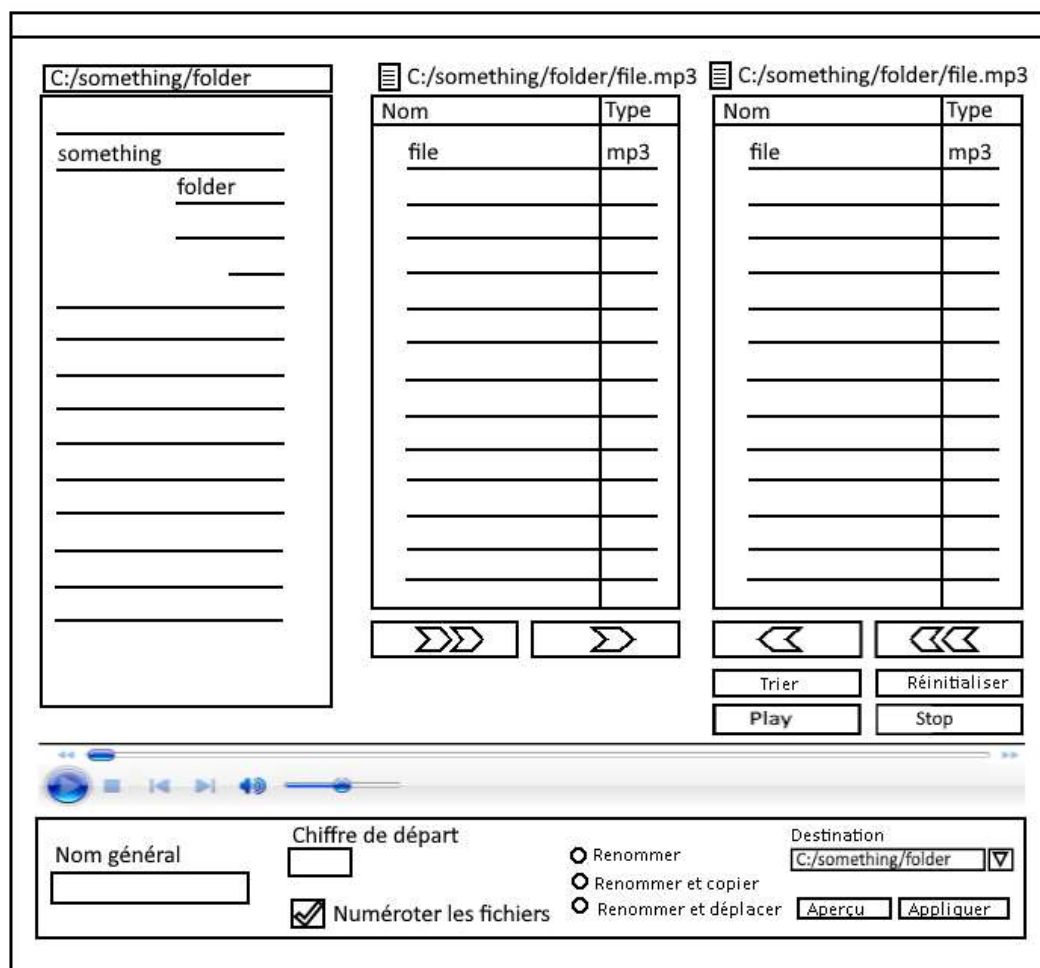 C:/something/folder
C:/something/folder/file.mp3
C:/something/folder/file.mp3
Nom Type
Nom Type
something
file mp3
file mp3
folder
Trier Réinitialiser
Play Stop
Nom général
Chiffre de départ
Numéroter les fichiers
Renommer
Renommer et copier
Renommer et déplacer
Destination
C:/something/folder
Aperçu Appliquer